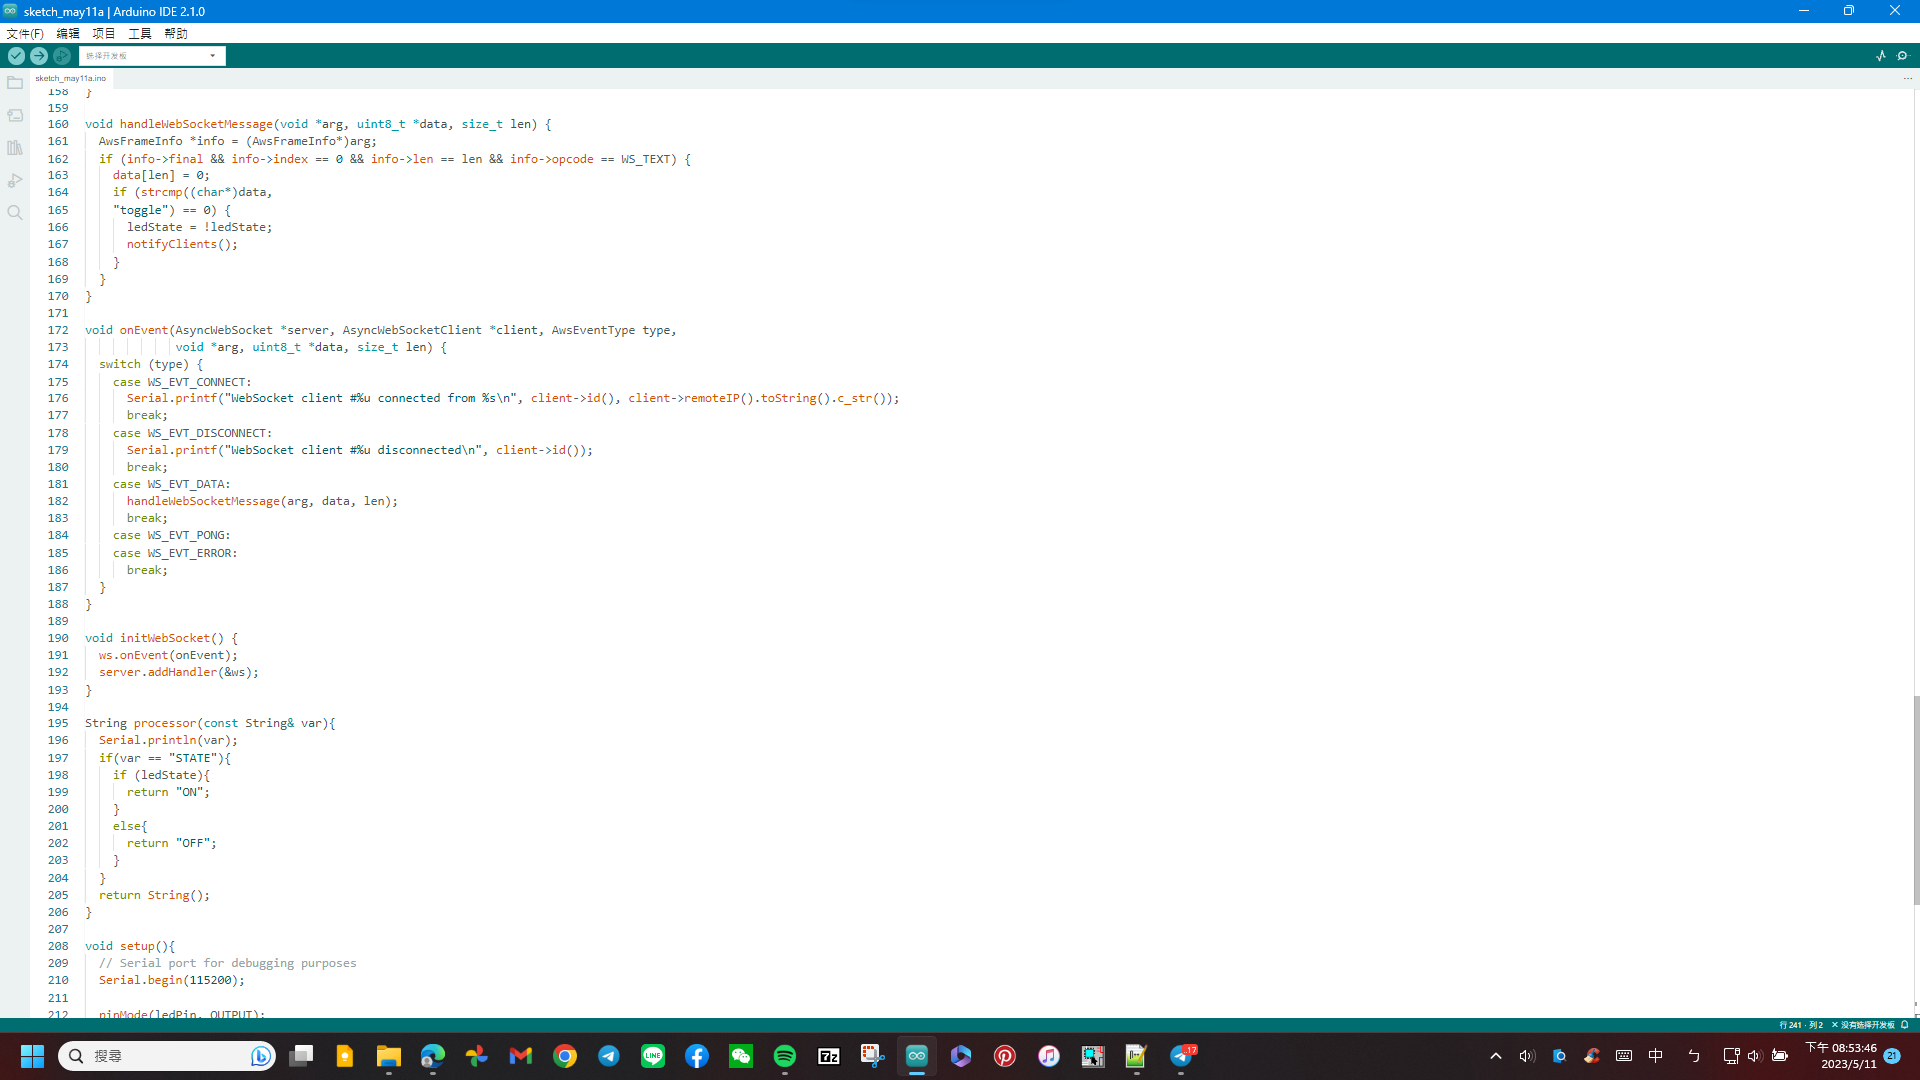 sketch_may11a | Arduino IDE 2.1.0
文件(F) 编辑 项目 工具 帮助
选择开发板
sketch_may11a.ino
158 }
159
160 void handleWebSocketMessage(void *arg, uint8_t *data, size_t len) {
161 AwsFrameInfo *info = (AwsFrameInfo*)arg;
162 if (info->final && info->index == 0 && info->len == len && info->opcode == WS_TEXT) {
163 data[len] = 0;
164 if (strcmp((char*)data,
165 "toggle") == 0) {
166 ledState = !ledState;
167 notifyClients();
168 }
169 }
170 }
171
172 void onEvent(AsyncWebSocket *server, AsyncWebSocketClient *client, AwsEventType type,
173 void *arg, uint8_t *data, size_t len) {
174 switch (type) {
175 case WS_EVT_CONNECT:
176 Serial.printf("WebSocket client #%u connected from %s\n", client->id(), client->remoteIP().toString().c_str());
177 break;
178 case WS_EVT_DISCONNECT:
179 Serial.printf("WebSocket client #%u disconnected\n", client->id());
180 break;
181 case WS_EVT_DATA:
182 handleWebSocketMessage(arg, data, len);
183 break;
184 case WS_EVT_PONG:
185 case WS_EVT_ERROR:
186 break;
187 }
188 }
189
190 void initWebSocket() {
191 ws.onEvent(onEvent);
192 server.addHandler(&ws);
193 }
194
195 String processor(const String& var){
196 Serial.println(var);
197 if(var == "STATE"){
198 if (ledState){
199 return "ON";
200 }
201 else{
202 return "OFF";
203 }
204 }
205 return String();
206 }
207
208 void setup(){
209 // Serial port for debugging purposes
210 Serial.begin(115200);
211
212 pinMode(ledPin, OUTPUT);
行 241，列 2 × 没有选择开发板
搜尋
LINE
7z
17
中
下午 08:53:46
2023/5/11
21